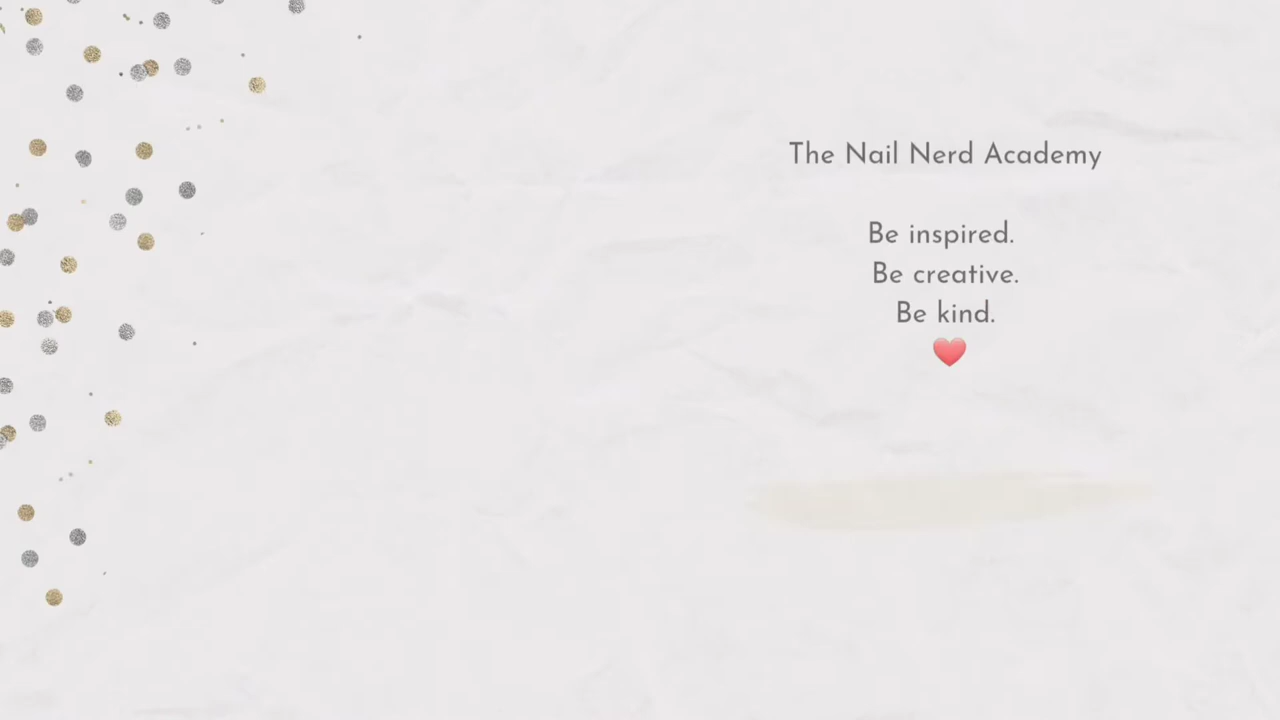 The Nail Nerd Academy
Be inspired.
Be creative.
Be kind.
❤️